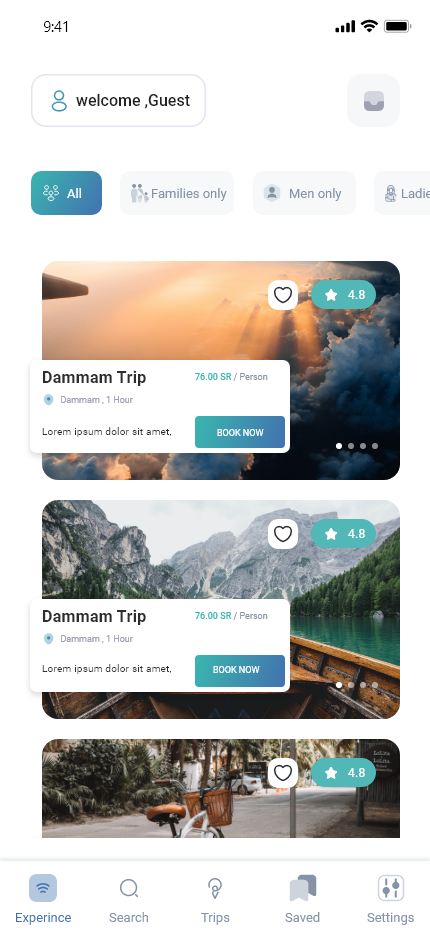 9:41
welcome ,Guest
All
Families only
Men only
Ladie
4.8
Dammam Trip
76.00 SR / Person
Dammam , 1 Hour
Lorem ipsum dolor sit amet,
BOOK NOW
4.8
Dammam Trip
76.00 SR / Person
Dammam , 1 Hour
Lorem ipsum dolor sit amet,
BOOK NOW
4.8
Experince
Search
Trips
Saved
Settings